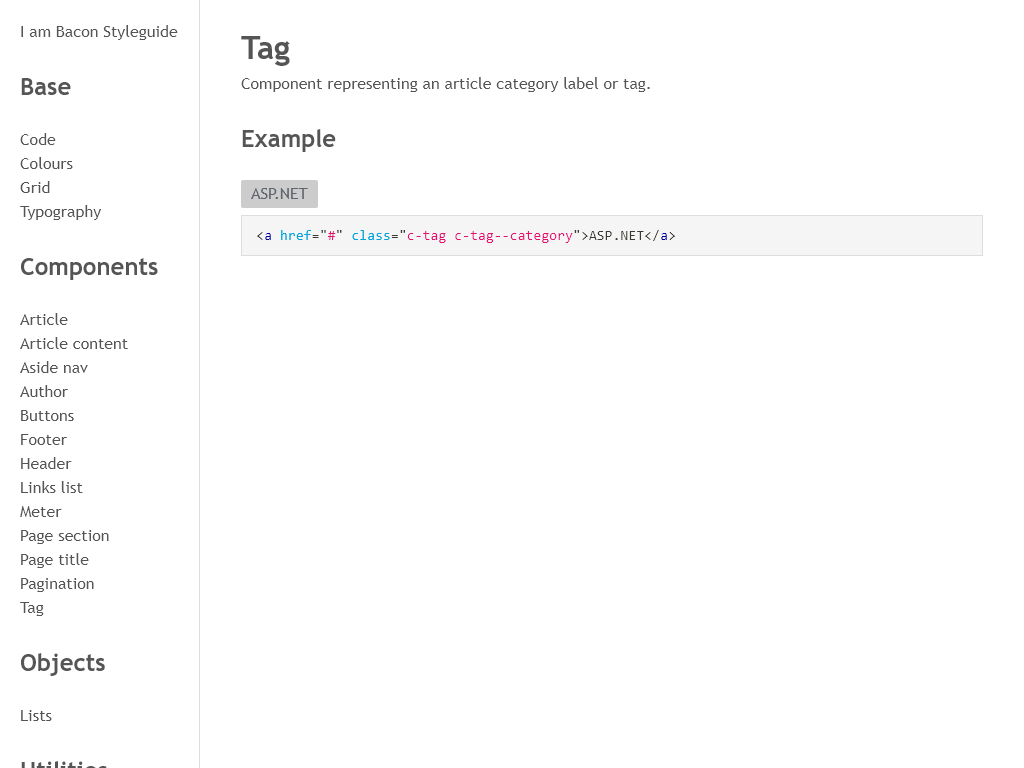 I am Bacon Styleguide
Base
Code
Colours
Grid
Typography
Components
Article
Article content
Aside nav
Author
Buttons
Footer
Header
Links list
Meter
Page section
Page title
Pagination
Tag
Objects
Lists
Utilities
Tag
Component representing an article category label or tag.
Example
ASP.NET
<a href="#" class="c-tag c-tag--category">ASP.NET</a>